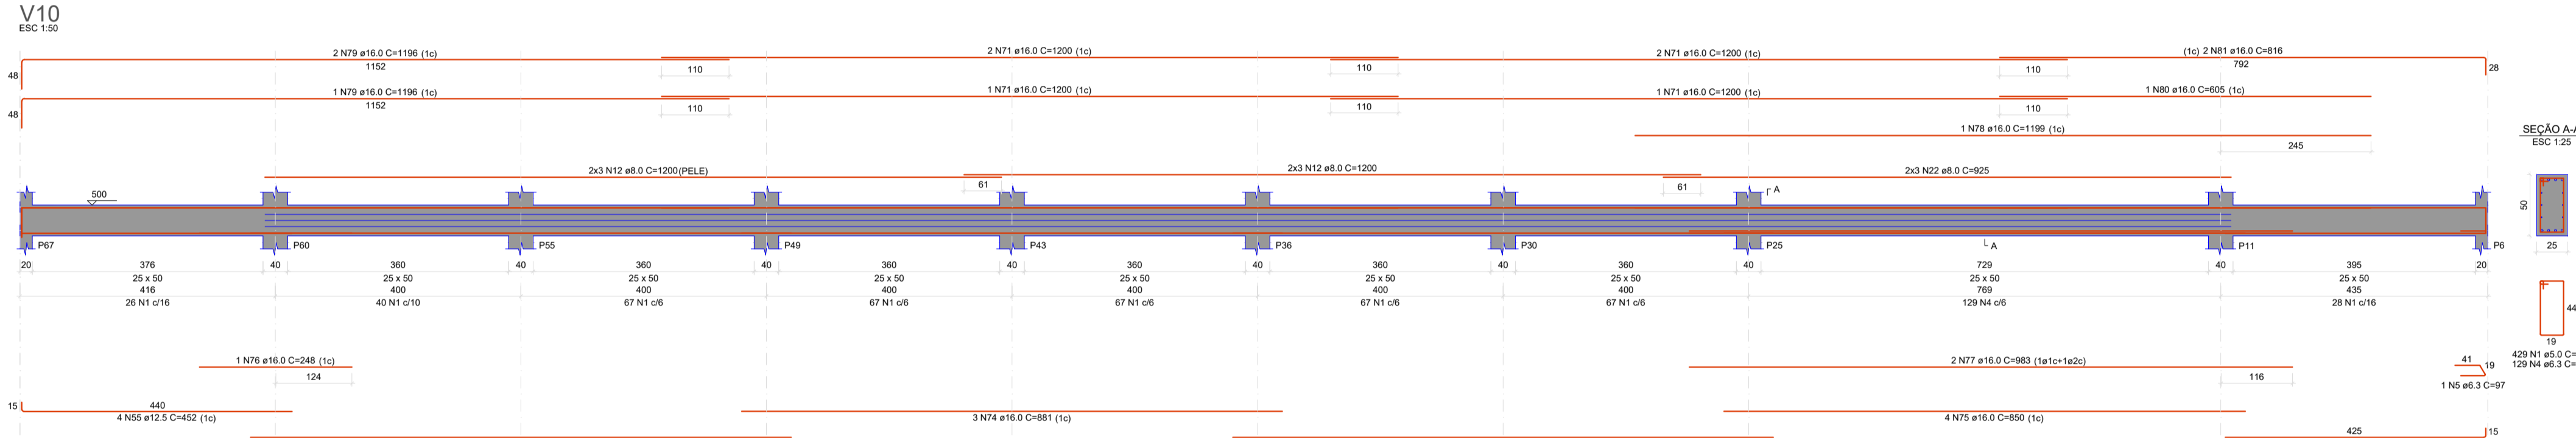 V10
ESC 1:50
2 N79 ø16.0 C=1196 (1c)
1152
48
110
2 N71 ø16.0 C=1200 (1c)
110
2 N71 ø16.0 C=1200 (1c)
110
(1c) 2 N81 ø16.0 C=816
792
28
1 N79 ø16.0 C=1196 (1c)
1152
48
110
1 N71 ø16.0 C=1200 (1c)
110
1 N71 ø16.0 C=1200 (1c)
110
1 N80 ø16.0 C=605 (1c)
1 N78 ø16.0 C=1199 (1c)
245
SEÇÃO A-A
ESC 1:25
2x3 N12 ø8.0 C=1200(PELE)
61
2x3 N12 ø8.0 C=1200
61
2x3 N22 ø8.0 C=925
500
A
A
P67
P60
P55
P49
P43
P36
P30
P25
P11
P6
50
25
20 376 40 360 40 360 40 360 40 360 40 360 40 360 40 729 40 395 20
25 x 50 25 x 50 25 x 50 25 x 50 25 x 50 25 x 50 25 x 50 25 x 50 25 x 50
416 400 400 400 400 400 400 769 435
26 N1 c/16 40 N1 c/10 67 N1 c/6 67 N1 c/6 67 N1 c/6 67 N1 c/6 67 N1 c/6 129 N4 c/6 28 N1 c/16
44
19
429 N1 ø5.0 C=
129 N4 ø6.3 C=
1 N76 ø16.0 C=248 (1c)
124
2 N77 ø16.0 C=983 (1ø1c+1ø2c)
116
41
19
1 N5 ø6.3 C=97
15
440
4 N55 ø12.5 C=452 (1c)
3 N74 ø16.0 C=881 (1c)
4 N75 ø16.0 C=850 (1c)
425
15